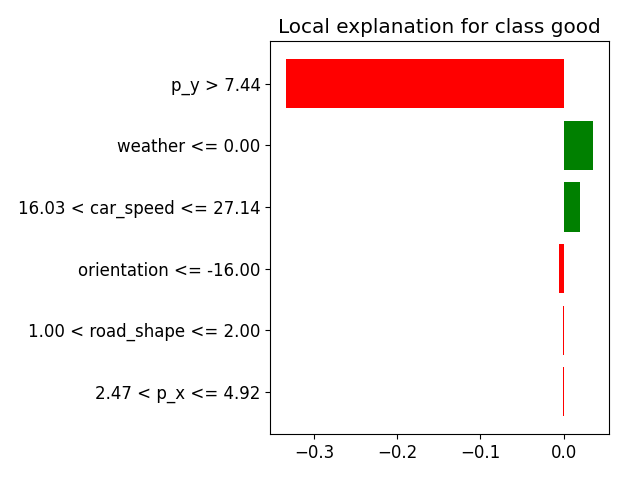 Local explanation for class good
p_y > 7.44
weather <= 0.00
16.03 < car_speed <= 27.14
orientation <= -16.00
1.00 < road_shape <= 2.00
2.47 < p_x <= 4.92
−0.3 −0.2 −0.1 0.0